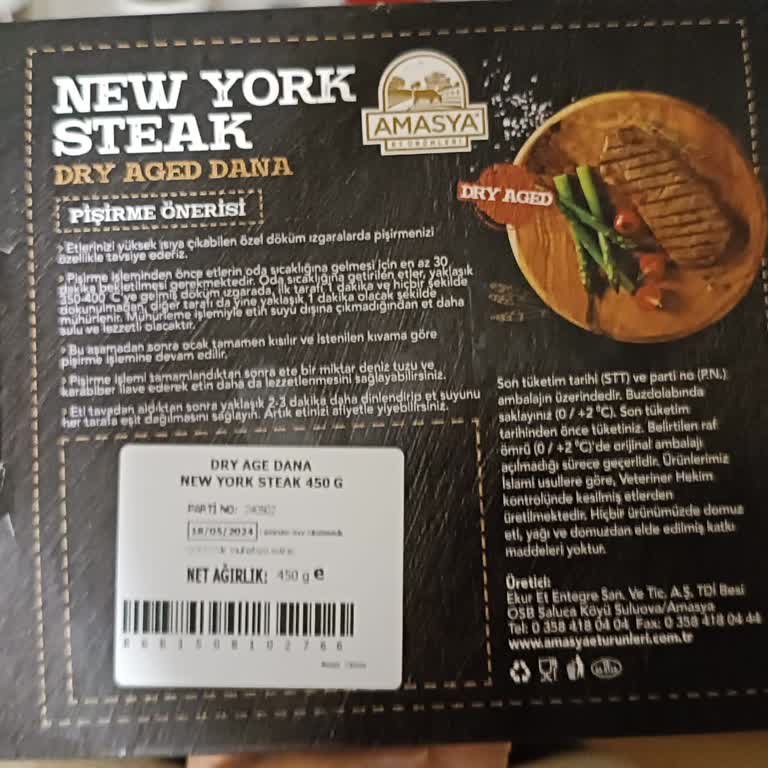 NEW YORK
STEAK
DRY AGED DANA
AMASYA
ET ÜRÜNLERİ
DRY AGED
PİŞİRME ÖNERİSİ
› Etlerinizi yüksek ısıya çıkabilen özel döküm ızgaralarda pişirmenizi
özellikle tavsiye ederiz.
› Pişirme işleminden önce etlerin oda sıcaklığına gelmesi için en az 30
dakika bekletilmesi gerekmektedir. Oda sıcaklığına getirilen etler, yaklaşık
350-400 °C'ye gelmiş döküm ızgarada, ilk tarafı 1 dakika ve hiçbir şekilde
dokunulmadan, diğer tarafı da yine yaklaşık 1 dakika olacak şekilde
mühürlenir. Mühürleme işlemiyle etin suyu dışına çıkmadığından et daha
sulu ve lezzetli olacaktır.
› Bu aşamadan sonra ocak tamamen kısılır ve istenilen kıvama göre
pişirme işlemine devam edilir.
› Pişirme işlemi tamamlandıktan sonra ete bir miktar deniz tuzu ve
karabiber ilave ederek etin daha da lezzetlenmesini sağlayabilirsiniz.
› Eti tavadan aldıktan sonra yaklaşık 2-3 dakika daha dinlendirip et suyunu
her tarafa eşit dağılmasını sağlayın. Artık etinizi afiyetle yiyebilirsiniz.
DRY AGE DANA
NEW YORK STEAK 450 G
PARTİ NO:
18/05/2024
NET AĞIRLIK: 450 g e
8681508102766
Son tüketim tarihi (STT) ve parti no (P.N.)
ambalajın üzerindedir. Buzdolabında
saklayınız (0 / +2 °C). Son tüketim
tarihinden önce tüketiniz. Belirtilen raf
ömrü (0 / +2 °C)'de orijinal ambalajı
açılmadığı sürece geçerlidir. Ürünlerimiz
İslami usullere göre, Veteriner Hekim
kontrolünde kesilmiş etlerden
üretilmektedir. Hiçbir ürünümüzde domuz
eti, yağı ve domuzdan elde edilmiş katkı
maddeleri yoktur.
Üretici:
Ekur Et Entegre San. Ve Tic. A.Ş. TDİ Besi
OSB Saluca Köyü Suluova/Amasya
Tel: 0 358 418 04 04 Fax: 0 358 418 04 44
www.amasyaeturunleri.com.tr